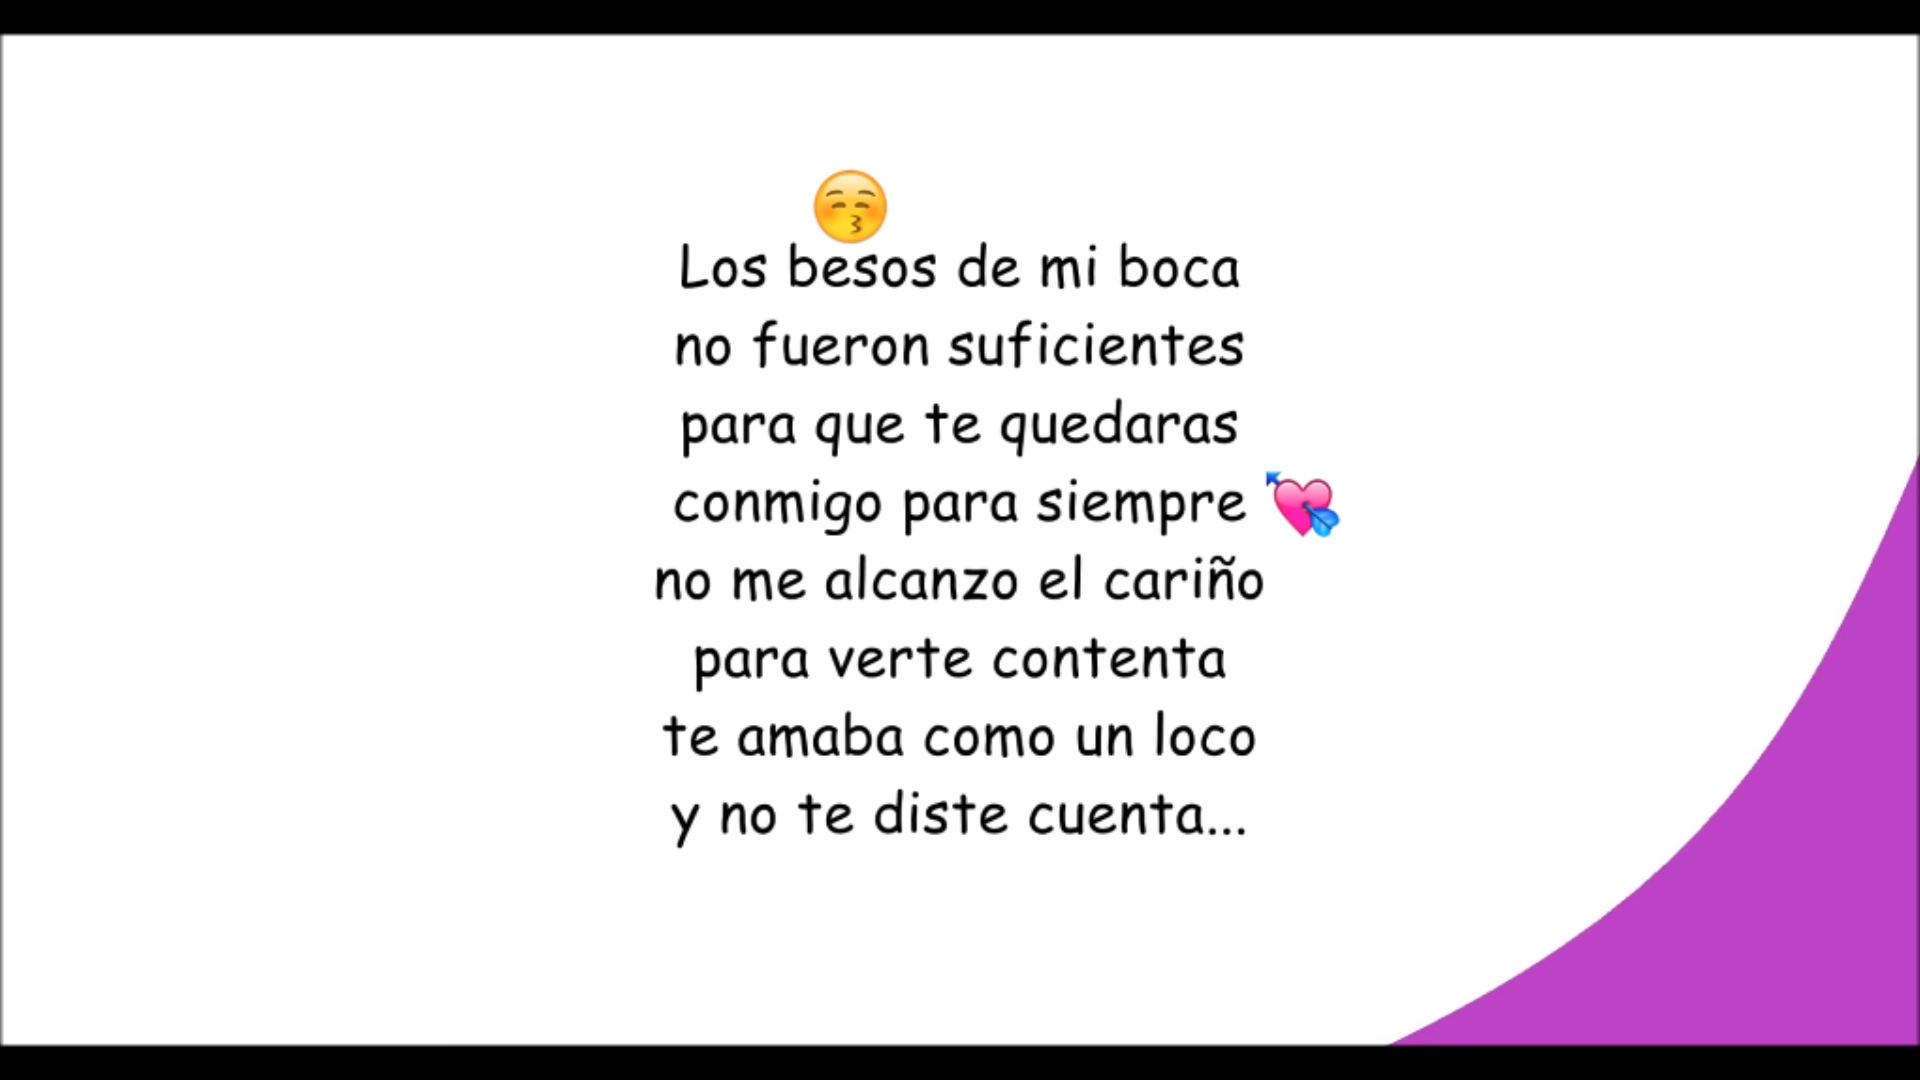 Los besos de mi boca
no fueron suficientes
para que te quedaras
conmigo para siempre
no me alcanzo el cariño
para verte contenta
te amaba como un loco
y no te diste cuenta...